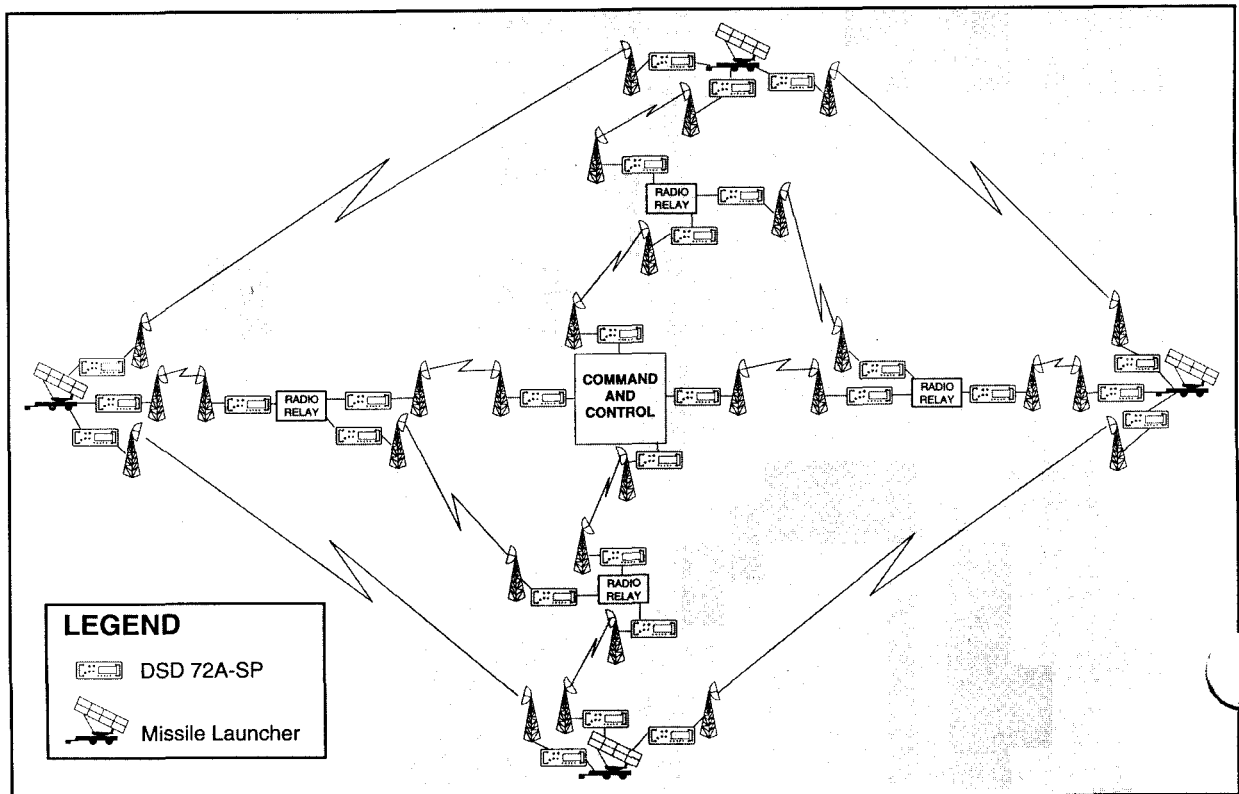 RADIO
RELAY
COMMAND
AND
CONTROL
RADIO
RELAY
RADIO
RELAY
RADIO
RELAY
LEGEND
DSD 72A-SP
Missile Launcher